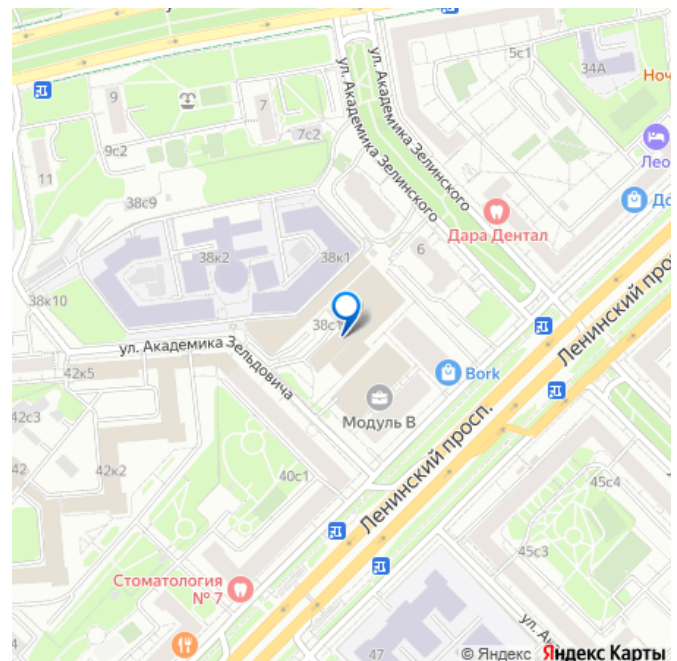 ул. Академика Зелинского
ул. Академика Зелинского
5с1
34А
Ноч
Лео
9
7
7с2
9с2
11
38с9
Дара Дентал
6
38к2
38к1
38к10
38с1
ул. Академика Зельдовича
Ленинский прос
Bork
42к5
Модуль В
42с3
42
42к2
40с1
Ленинский просп.
45с4
45с3
Стоматология
№ 7
47
© Яндекс Яндекс Карты